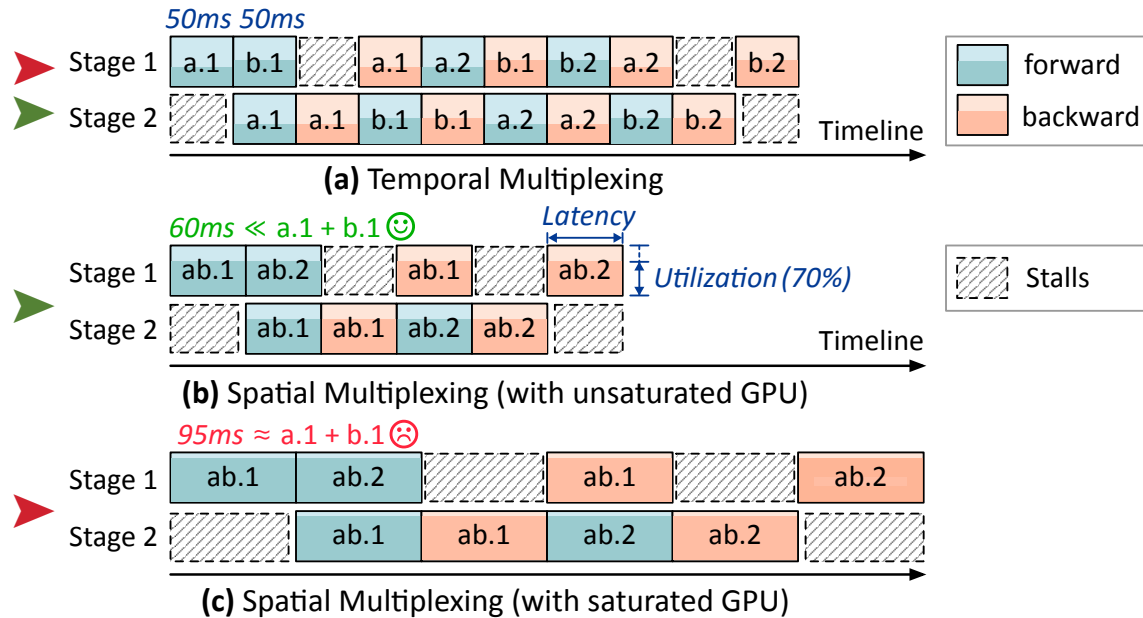 50ms 50ms
Stage 1 a.1 b.1 a.1 a.2 b.1 b.2 a.2 b.2
Stage 2 a.1 a.1 b.1 b.1 a.2 a.2 b.2 b.2
Timeline
(a) Temporal Multiplexing
forward
backward
60ms ≪ a.1 + b.1
Latency
Stage 1 ab.1 ab.2 ab.1 ab.2
Utilization (70%)
Stage 2 ab.1 ab.1 ab.2 ab.2
Timeline
(b) Spatial Multiplexing (with unsaturated GPU)
Stalls
95ms ≈ a.1 + b.1
Stage 1 ab.1 ab.2 ab.1 ab.2
Stage 2 ab.1 ab.1 ab.2 ab.2
(c) Spatial Multiplexing (with saturated GPU)